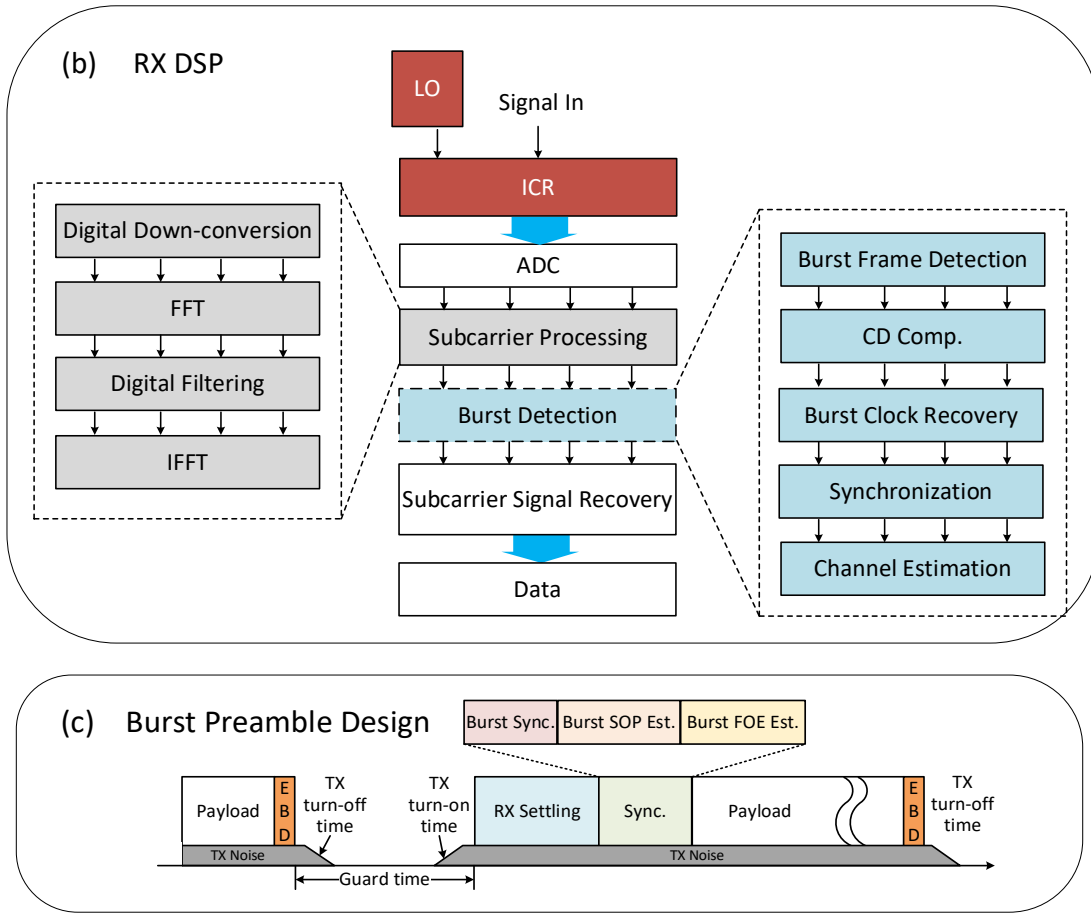 (b) RX DSP
LO
Signal In
ICR
ADC
Subcarrier Processing
Burst Detection
Subcarrier Signal Recovery
Data
Digital Down-conversion
FFT
Digital Filtering
IFFT
Burst Frame Detection
CD Comp.
Burst Clock Recovery
Synchronization
Channel Estimation
(c) Burst Preamble Design
Burst Sync. Burst SOP Est. Burst FOE Est.
Payload
E
B
D
TX
turn-off
time
TX
turn-on
time
RX Settling
Sync.
Payload
E
B
D
TX
turn-off
time
TX Noise
TX Noise
Guard time